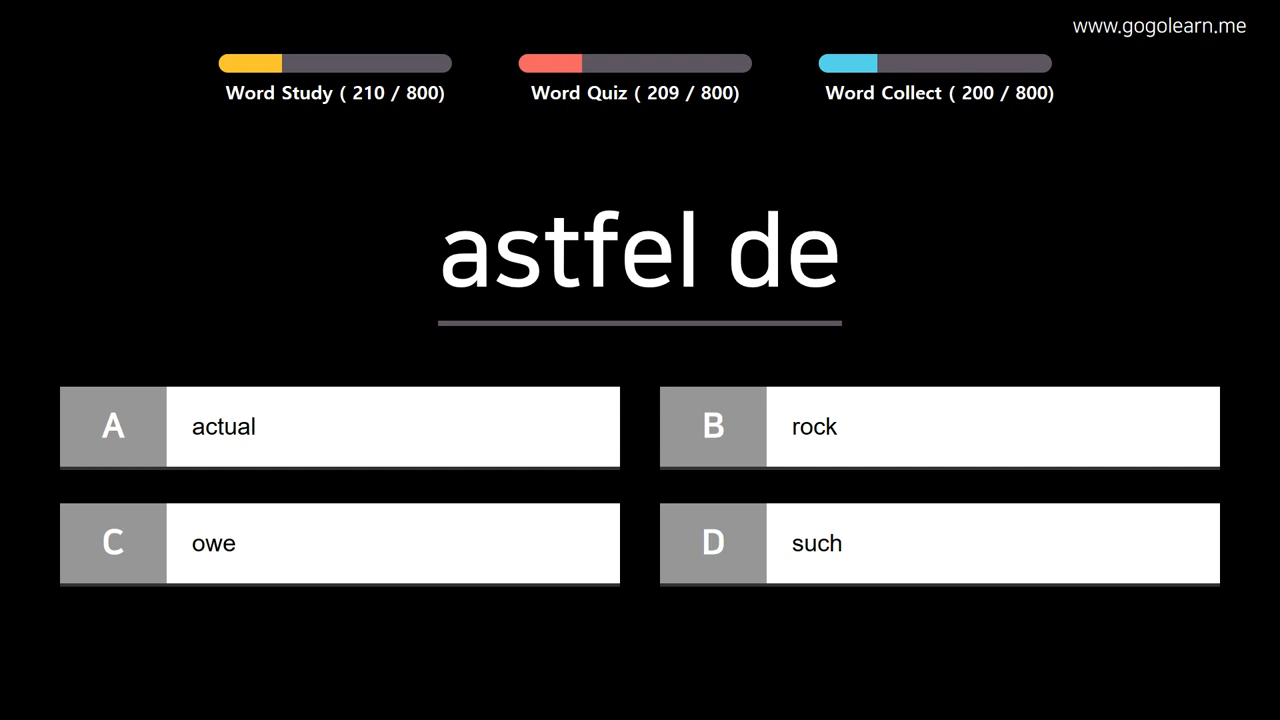 www.gogolearn.me
Word Study ( 210 / 800)
Word Quiz ( 209 / 800)
Word Collect ( 200 / 800)
astfel de
A actual
B rock
C owe
D such